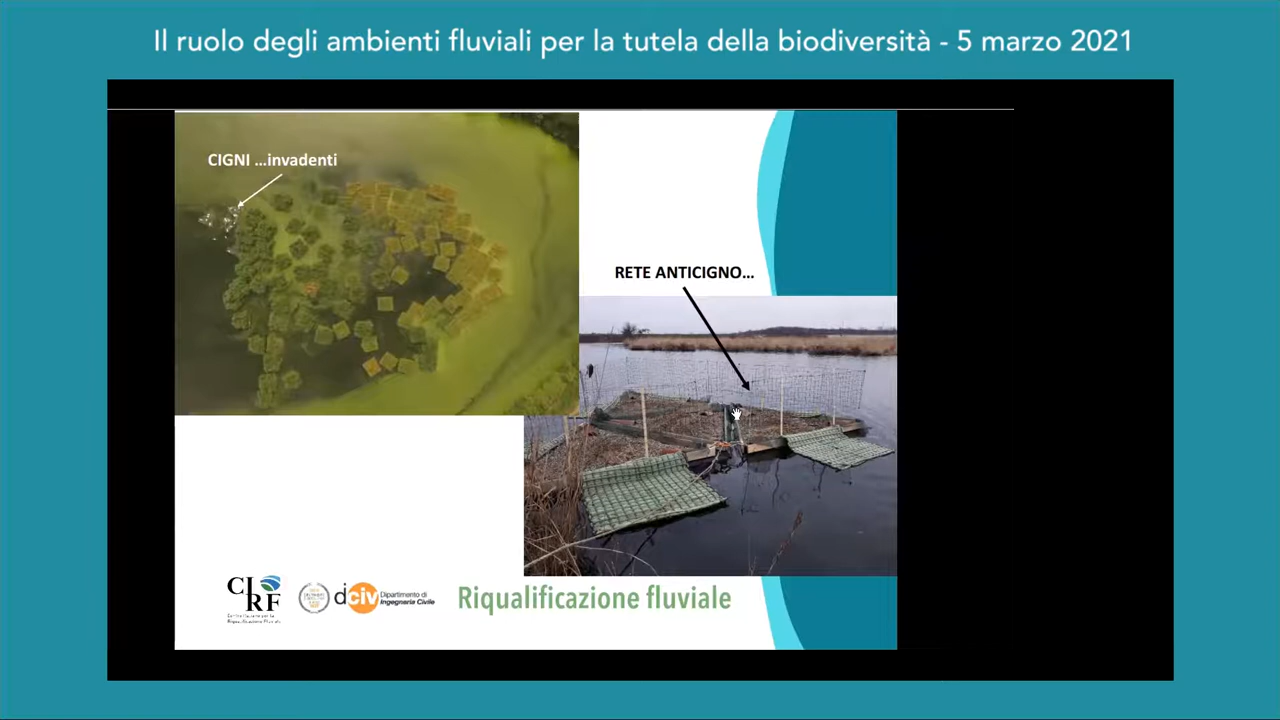 Il ruolo degli ambienti fluviali per la tutela della biodiversità - 5 marzo 2021
CIGNI ...invadenti
RETE ANTICIGNO...
CIRF
dciv
Dipartimento di
Ingegneria Civile
Riqualificazione fluviale